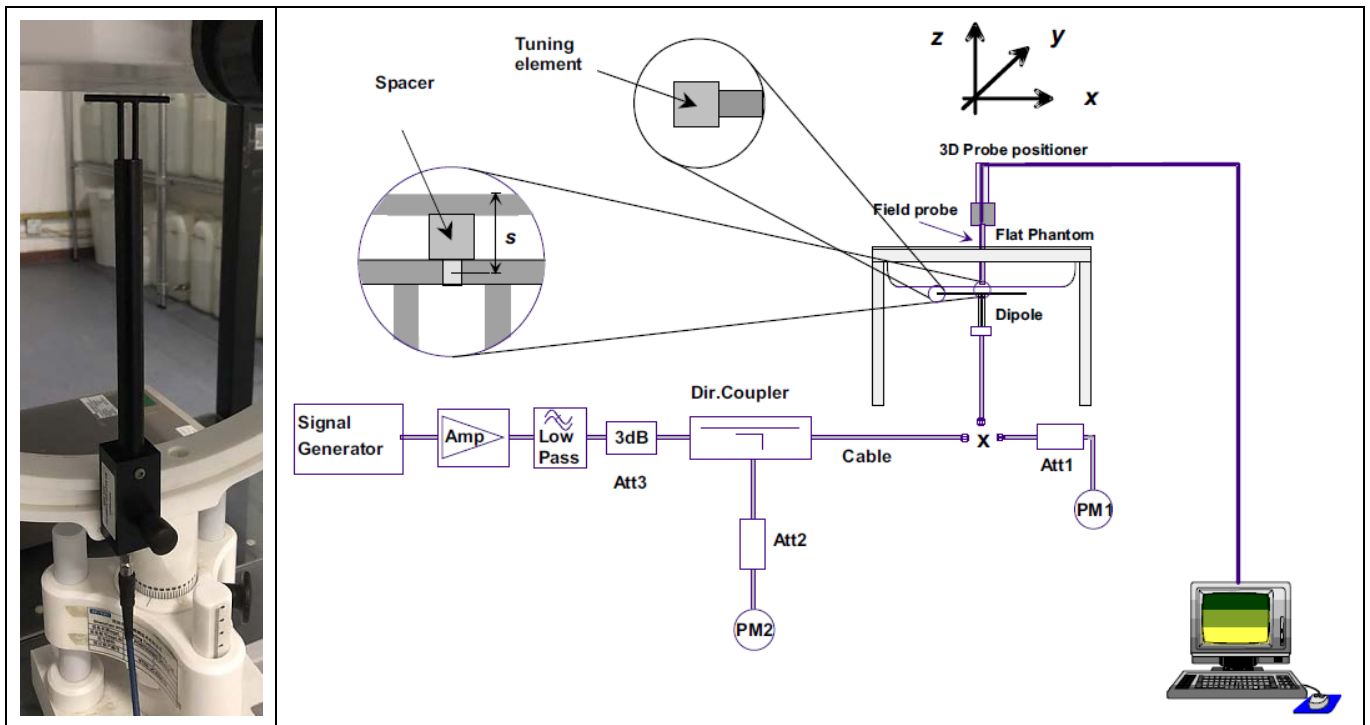 Tuning
element
Spacer
s
z
y
x
3D Probe positioner
Field probe
Flat Phantom
Dipole
Dir.Coupler
Signal
Generator
Amp
Low
Pass
3dB
Att3
Cable
x
Att1
PM1
Att2
PM2